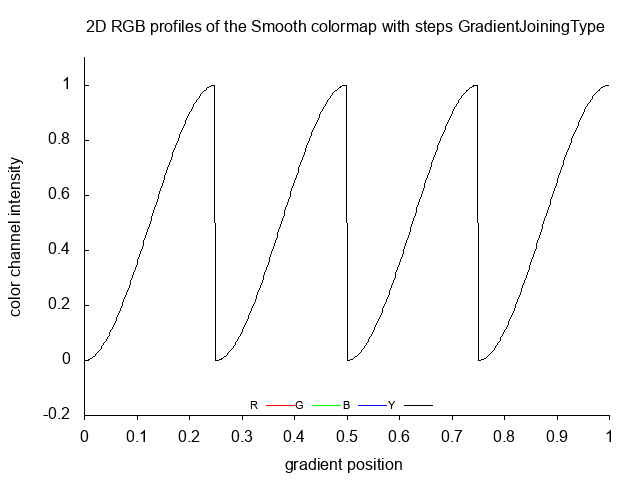 2D RGB profiles of the Smooth colormap with steps GradientJoiningType
color channel intensity
1
0.8
0.6
0.4
0.2
0
-0.2
R G B Y
0 0.1 0.2 0.3 0.4 0.5 0.6 0.7 0.8 0.9 1
gradient position